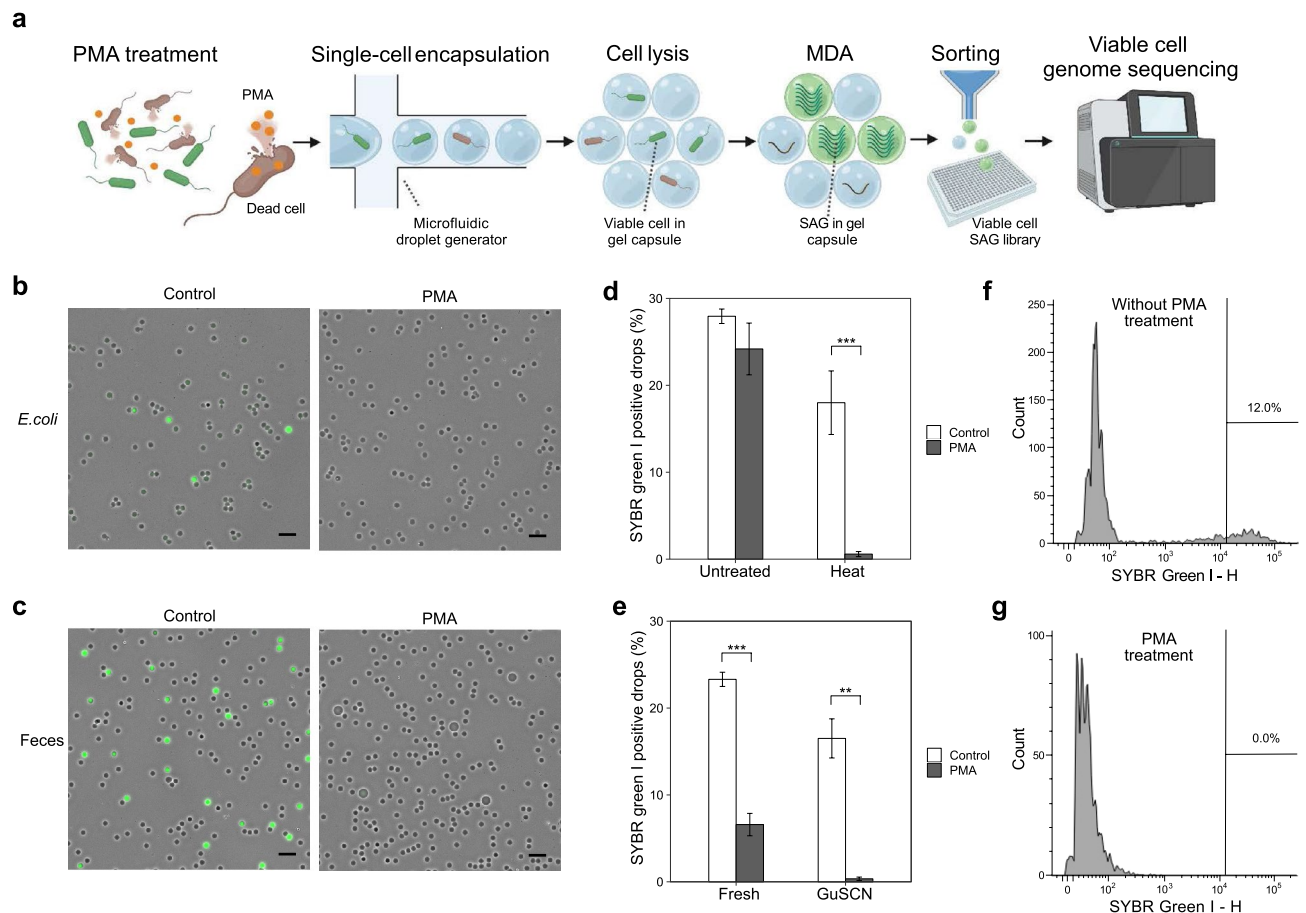 a
PMA treatment
Single-cell encapsulation
Cell lysis
MDA
Sorting
Viable cell
genome sequencing
PMA
Dead cell
Microfluidic
droplet generator
Viable cell in
gel capsule
SAG in gel
capsule
Viable cell
SAG library
b
Control
PMA
E.coli
c
Control
PMA
Feces
d
SYBR green I positive drops (%)
30
20
10
0
***
Untreated
Heat
Control
PMA
e
SYBR green I positive drops (%)
30
20
10
0
***
**
Fresh
GuSCN
Control
PMA
f
Without PMA
treatment
Count
250
200
150
100
50
0
12.0%
0
10²
10³
10⁴
10⁵
SYBR Green I - H
g
PMA
treatment
Count
100
50
0
0.0%
0
10²
10³
10⁴
10⁵
SYBR Green I - H